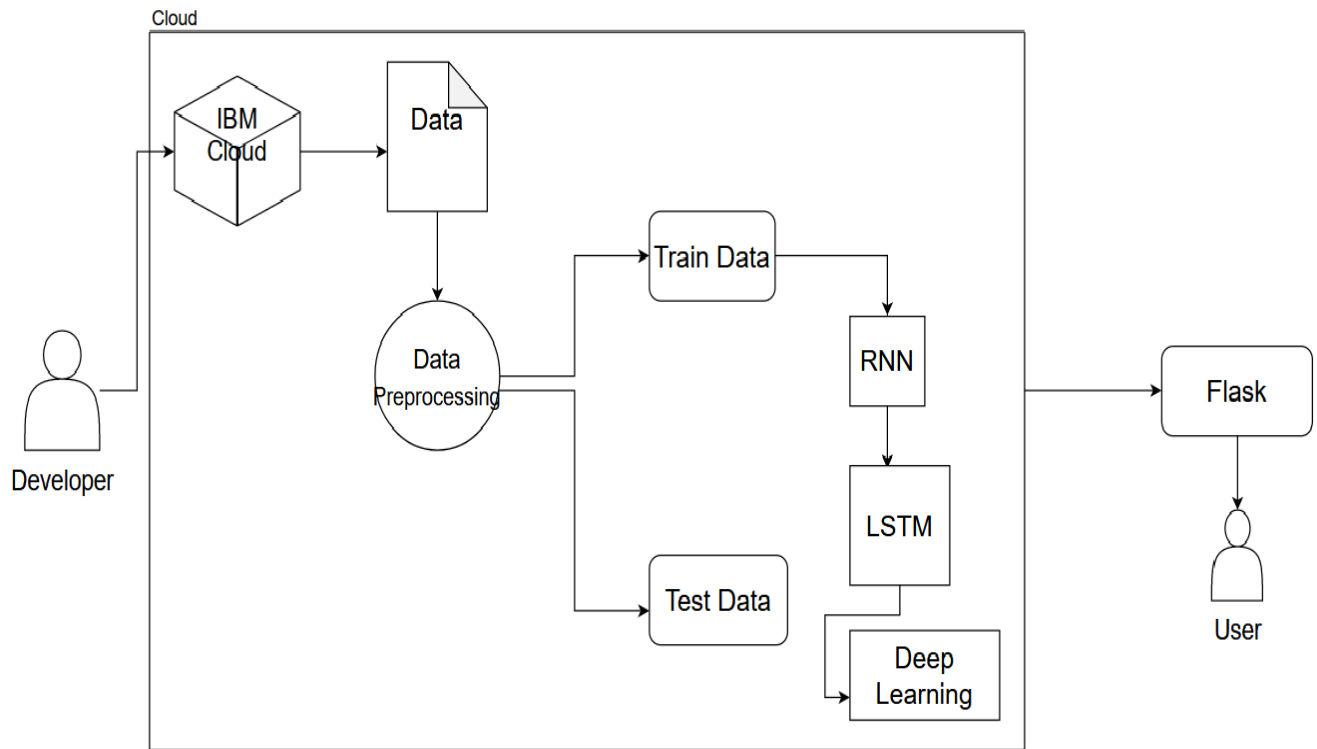 Cloud
IBM
Cloud
Data
Train Data
Data
Preprocessing
RNN
Flask
Developer
LSTM
Test Data
User
Deep
Learning